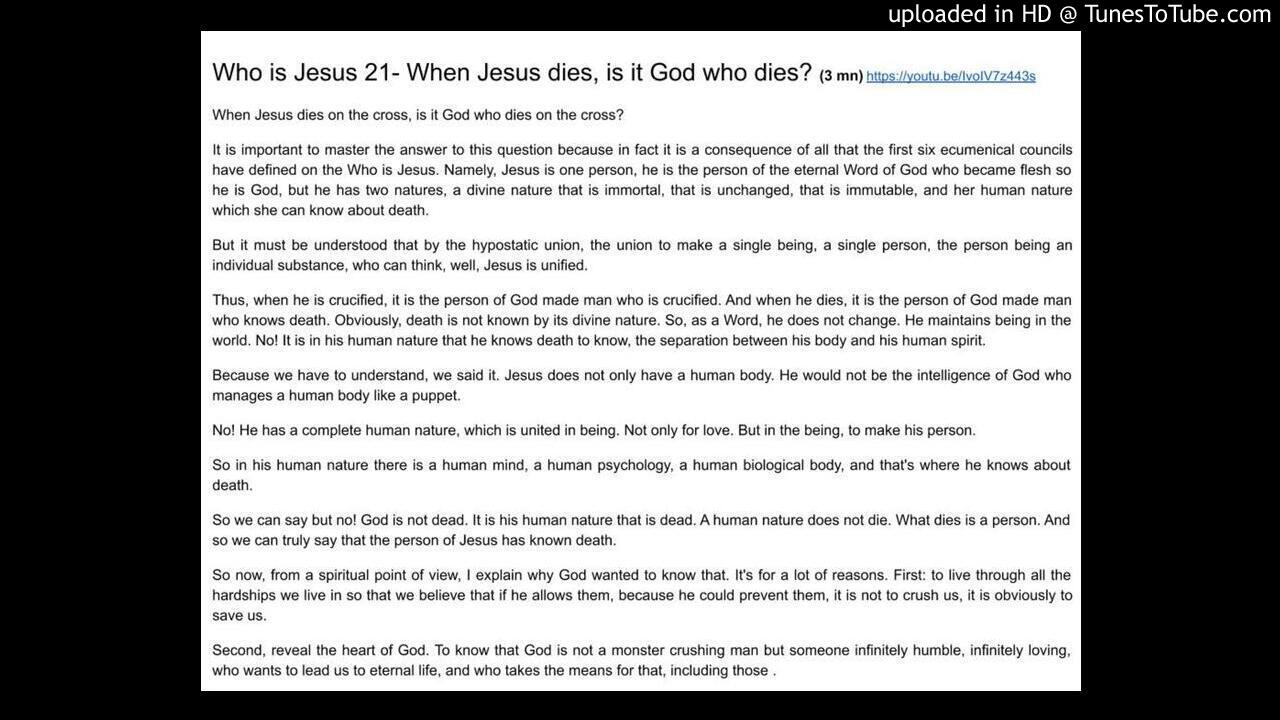 uploaded in HD @ TunesToTube.com
Who is Jesus 21- When Jesus dies, is it God who dies? (3 mn) https://youtu.be/IvoIV7z443s
When Jesus dies on the cross, is it God who dies on the cross?
It is important to master the answer to this question because in fact it is a consequence of all that the first six ecumenical councils
have defined on the Who is Jesus. Namely, Jesus is one person, he is the person of the eternal Word of God who became flesh so
he is God, but he has two natures, a divine nature that is immortal, that is unchanged, that is immutable, and her human nature
which she can know about death.
But it must be understood that by the hypostatic union, the union to make a single being, a single person, the person being an
individual substance, who can think, well, Jesus is unified.
Thus, when he is crucified, it is the person of God made man who is crucified. And when he dies, it is the person of God made man
who knows death. Obviously, death is not known by its divine nature. So, as a Word, he does not change. He maintains being in the
world. No! It is in his human nature that he knows death to know, the separation between his body and his human spirit.
Because we have to understand, we said it. Jesus does not only have a human body. He would not be the intelligence of God who
manages a human body like a puppet.
No! He has a complete human nature, which is united in being. Not only for love. But in the being, to make his person.
So in his human nature there is a human mind, a human psychology, a human biological body, and that's where he knows about
death.
So we can say but no! God is not dead. It is his human nature that is dead. A human nature does not die. What dies is a person. And
so we can truly say that the person of Jesus has known death.
So now, from a spiritual point of view, I explain why God wanted to know that. It's for a lot of reasons. First: to live through all the
hardships we live in so that we believe that if he allows them, because he could prevent them, it is not to crush us, it is obviously to
save us.
Second, reveal the heart of God. To know that God is not a monster crushing man but someone infinitely humble, infinitely loving,
who wants to lead us to eternal life, and who takes the means for that, including those .